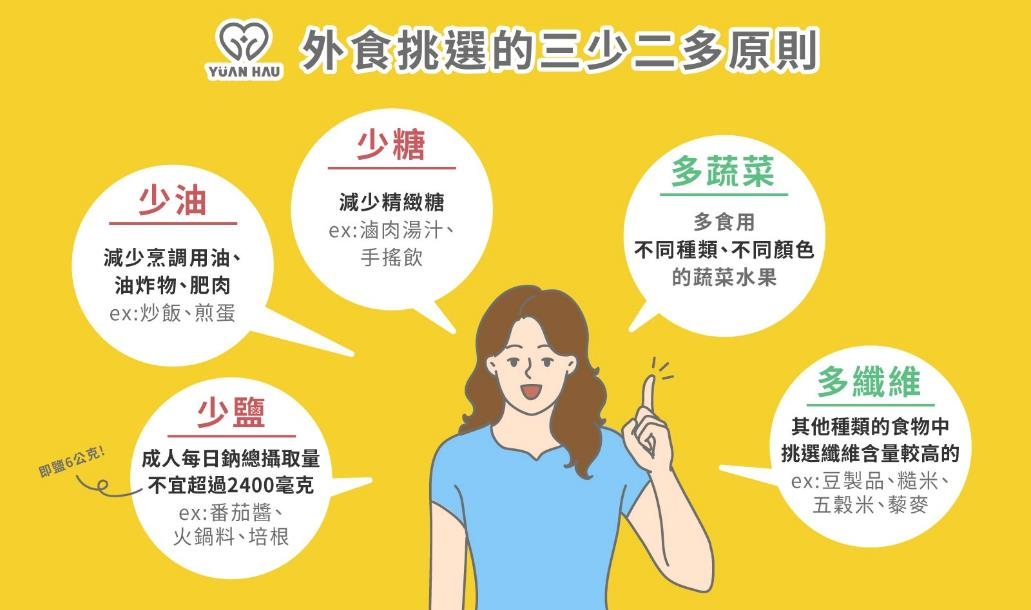 YÜAN HAU
外食挑選的三少二多原則
少油
減少烹調用油、
油炸物、肥肉
ex:炒飯、煎蛋
少糖
減少精緻糖
ex:滷肉湯汁、
手搖飲
多蔬菜
多食用
不同種類、不同顏色
的蔬菜水果
少鹽
成人每日鈉總攝取量
不宜超過2400毫克
ex:番茄醬、
火鍋料、培根
即鹽6公克!
多纖維
其他種類的食物中
挑選纖維含量較高的
ex:豆製品、糙米、
五穀米、藜麥